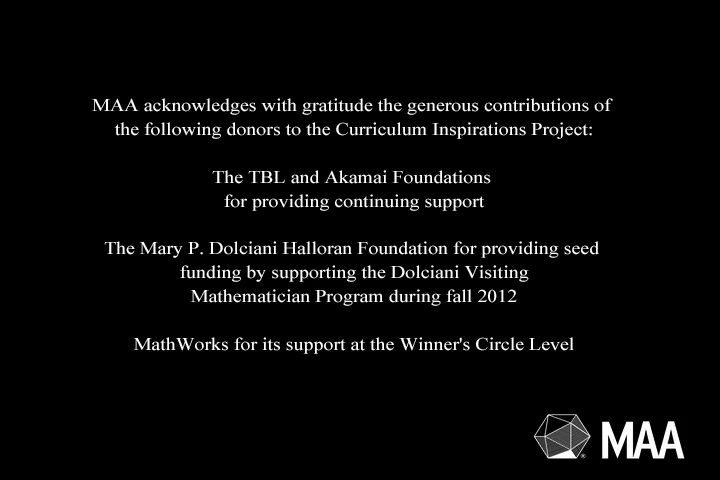 MAA acknowledges with gratitude the generous contributions of
the following donors to the Curriculum Inspirations Project:
The TBL and Akamai Foundations
for providing continuing support
The Mary P. Dolciani Halloran Foundation for providing seed
funding by supporting the Dolciani Visiting
Mathematician Program during fall 2012
MathWorks for its support at the Winner's Circle Level
® MAA